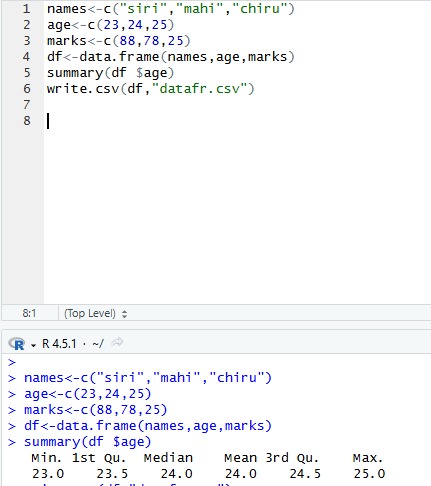 1 names<-c("siri","mahi","chiru")
2 age<-c(23,24,25)
3 marks<-c(88,78,25)
4 df<-data.frame(names,age,marks)
5 summary(df $age)
6 write.csv(df,"datafr.csv")
7
8
8:1 (Top Level)
R 4.5.1 · ~/
>
> names<-c("siri","mahi","chiru")
> age<-c(23,24,25)
> marks<-c(88,78,25)
> df<-data.frame(names,age,marks)
> summary(df $age)
Min. 1st Qu. Median Mean 3rd Qu. Max.
23.0 23.5 24.0 24.0 24.5 25.0